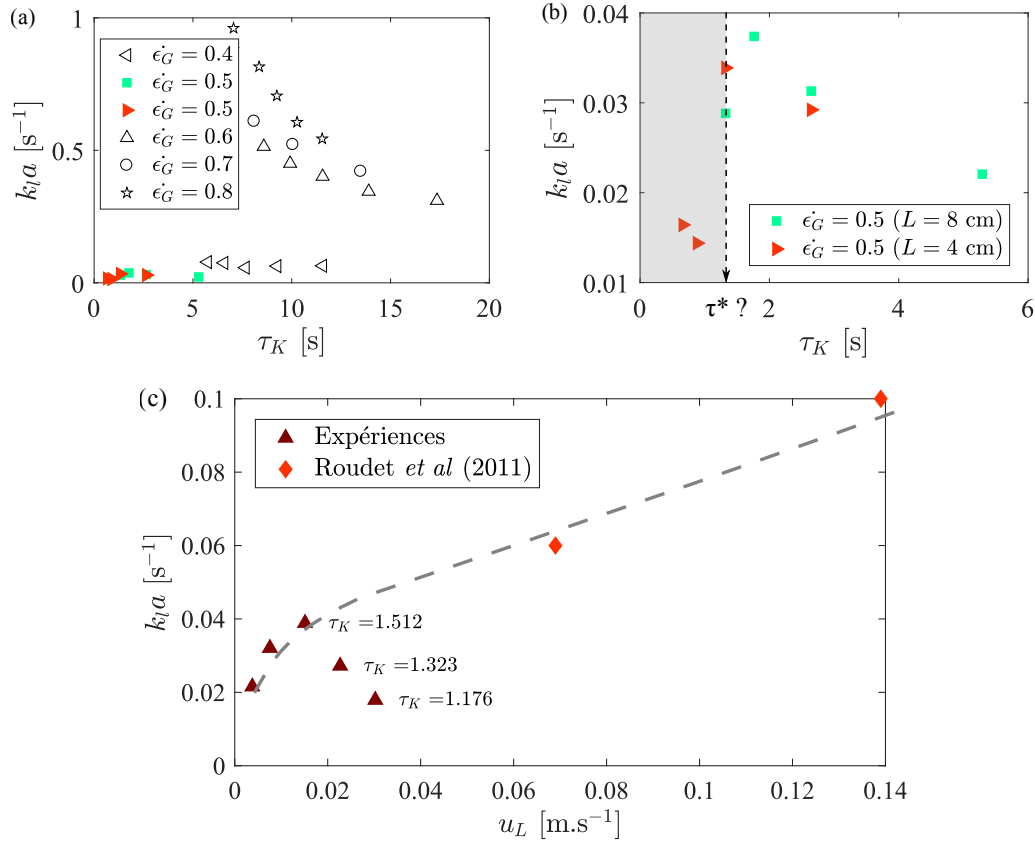 (a)
1
0.5
0
k_l a [s⁻¹]
ϵ̇_G = 0.4
ϵ̇_G = 0.5
ϵ̇_G = 0.5
ϵ̇_G = 0.6
ϵ̇_G = 0.7
ϵ̇_G = 0.8
0 5 10 15 20
τ_K [s]
(b)
0.04
0.03
0.02
0.01
k_l a [s⁻¹]
ϵ̇_G = 0.5 (L = 8 cm)
ϵ̇_G = 0.5 (L = 4 cm)
0 2 4 6
τ* ?
τ_K [s]
(c)
0.1
0.08
0.06
0.04
0.02
0
k_l a [s⁻¹]
Expériences
Roudet et al (2011)
τ_K =1.512
τ_K =1.323
τ_K =1.176
0 0.02 0.04 0.06 0.08 0.1 0.12 0.14
u_L [m.s⁻¹]